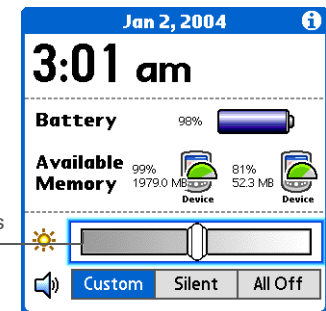 Jan 2, 2004 i
3:01 am
Battery 98%
Available Memory 99% 1979.0 MB Device 81% 52.3 MB Device
s
Custom Silent All Off